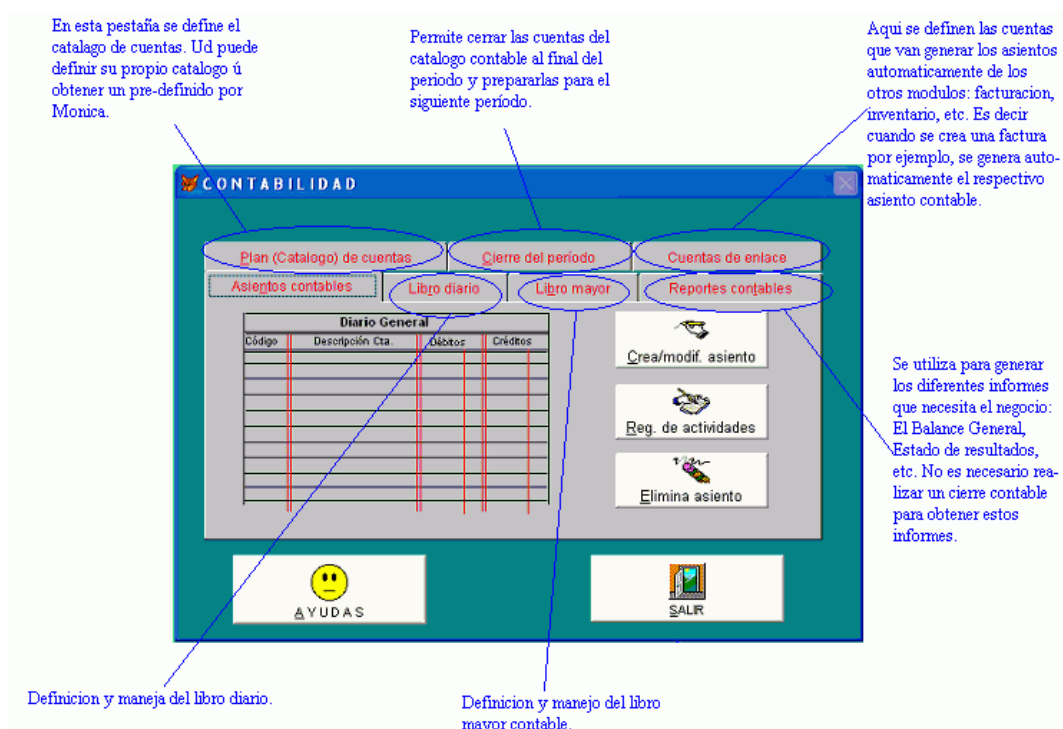 En esta pestaña se define el
catalago de cuentas. Ud puede
definir su propio catalogo ú
obtener un pre-definido por
Monica.
Permite cerrar las cuentas del
catalogo contable al final del
periodo y prepararlas para el
siguiente período.
Aqui se definen las cuentas
que van generar los asientos
automaticamente de los
otros modulos: facturacion,
inventario, etc. Es decir
cuando se crea una factura
por ejemplo, se genera auto-
maticamente el respectivo
asiento contable.
CONTABILIDAD
Plan (Catalogo) de cuentas
Cierre del periodo
Cuentas de enlace
Asientos contables
Libro diario
Libro mayor
Reportes contables
Diario General
Código Descripción Cta. Débitos Créditos
Crea/modif. asiento
Reg. de actividades
Elimina asiento
Se utiliza para generar
los diferentes informes
que necesita el negocio:
El Balance General,
Estado de resultados,
etc. No es necesario rea-
lizar un cierre contable
para obtener estos
informes.
AYUDAS
SALIR
Definicion y maneja del libro diario.
Definicion y manejo del libro
mayor contable.